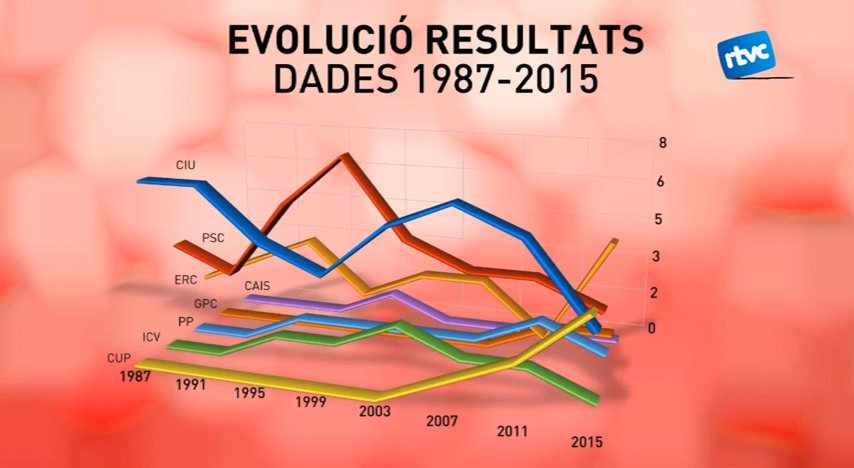 EVOLUCIÓ RESULTATS
DADES 1987-2015
rtvc
CIU
PSC
ERC
CAIS
GPC
PP
ICV
CUP
8
6
5
3
2
0
1987
1991
1995
1999
2003
2007
2011
2015